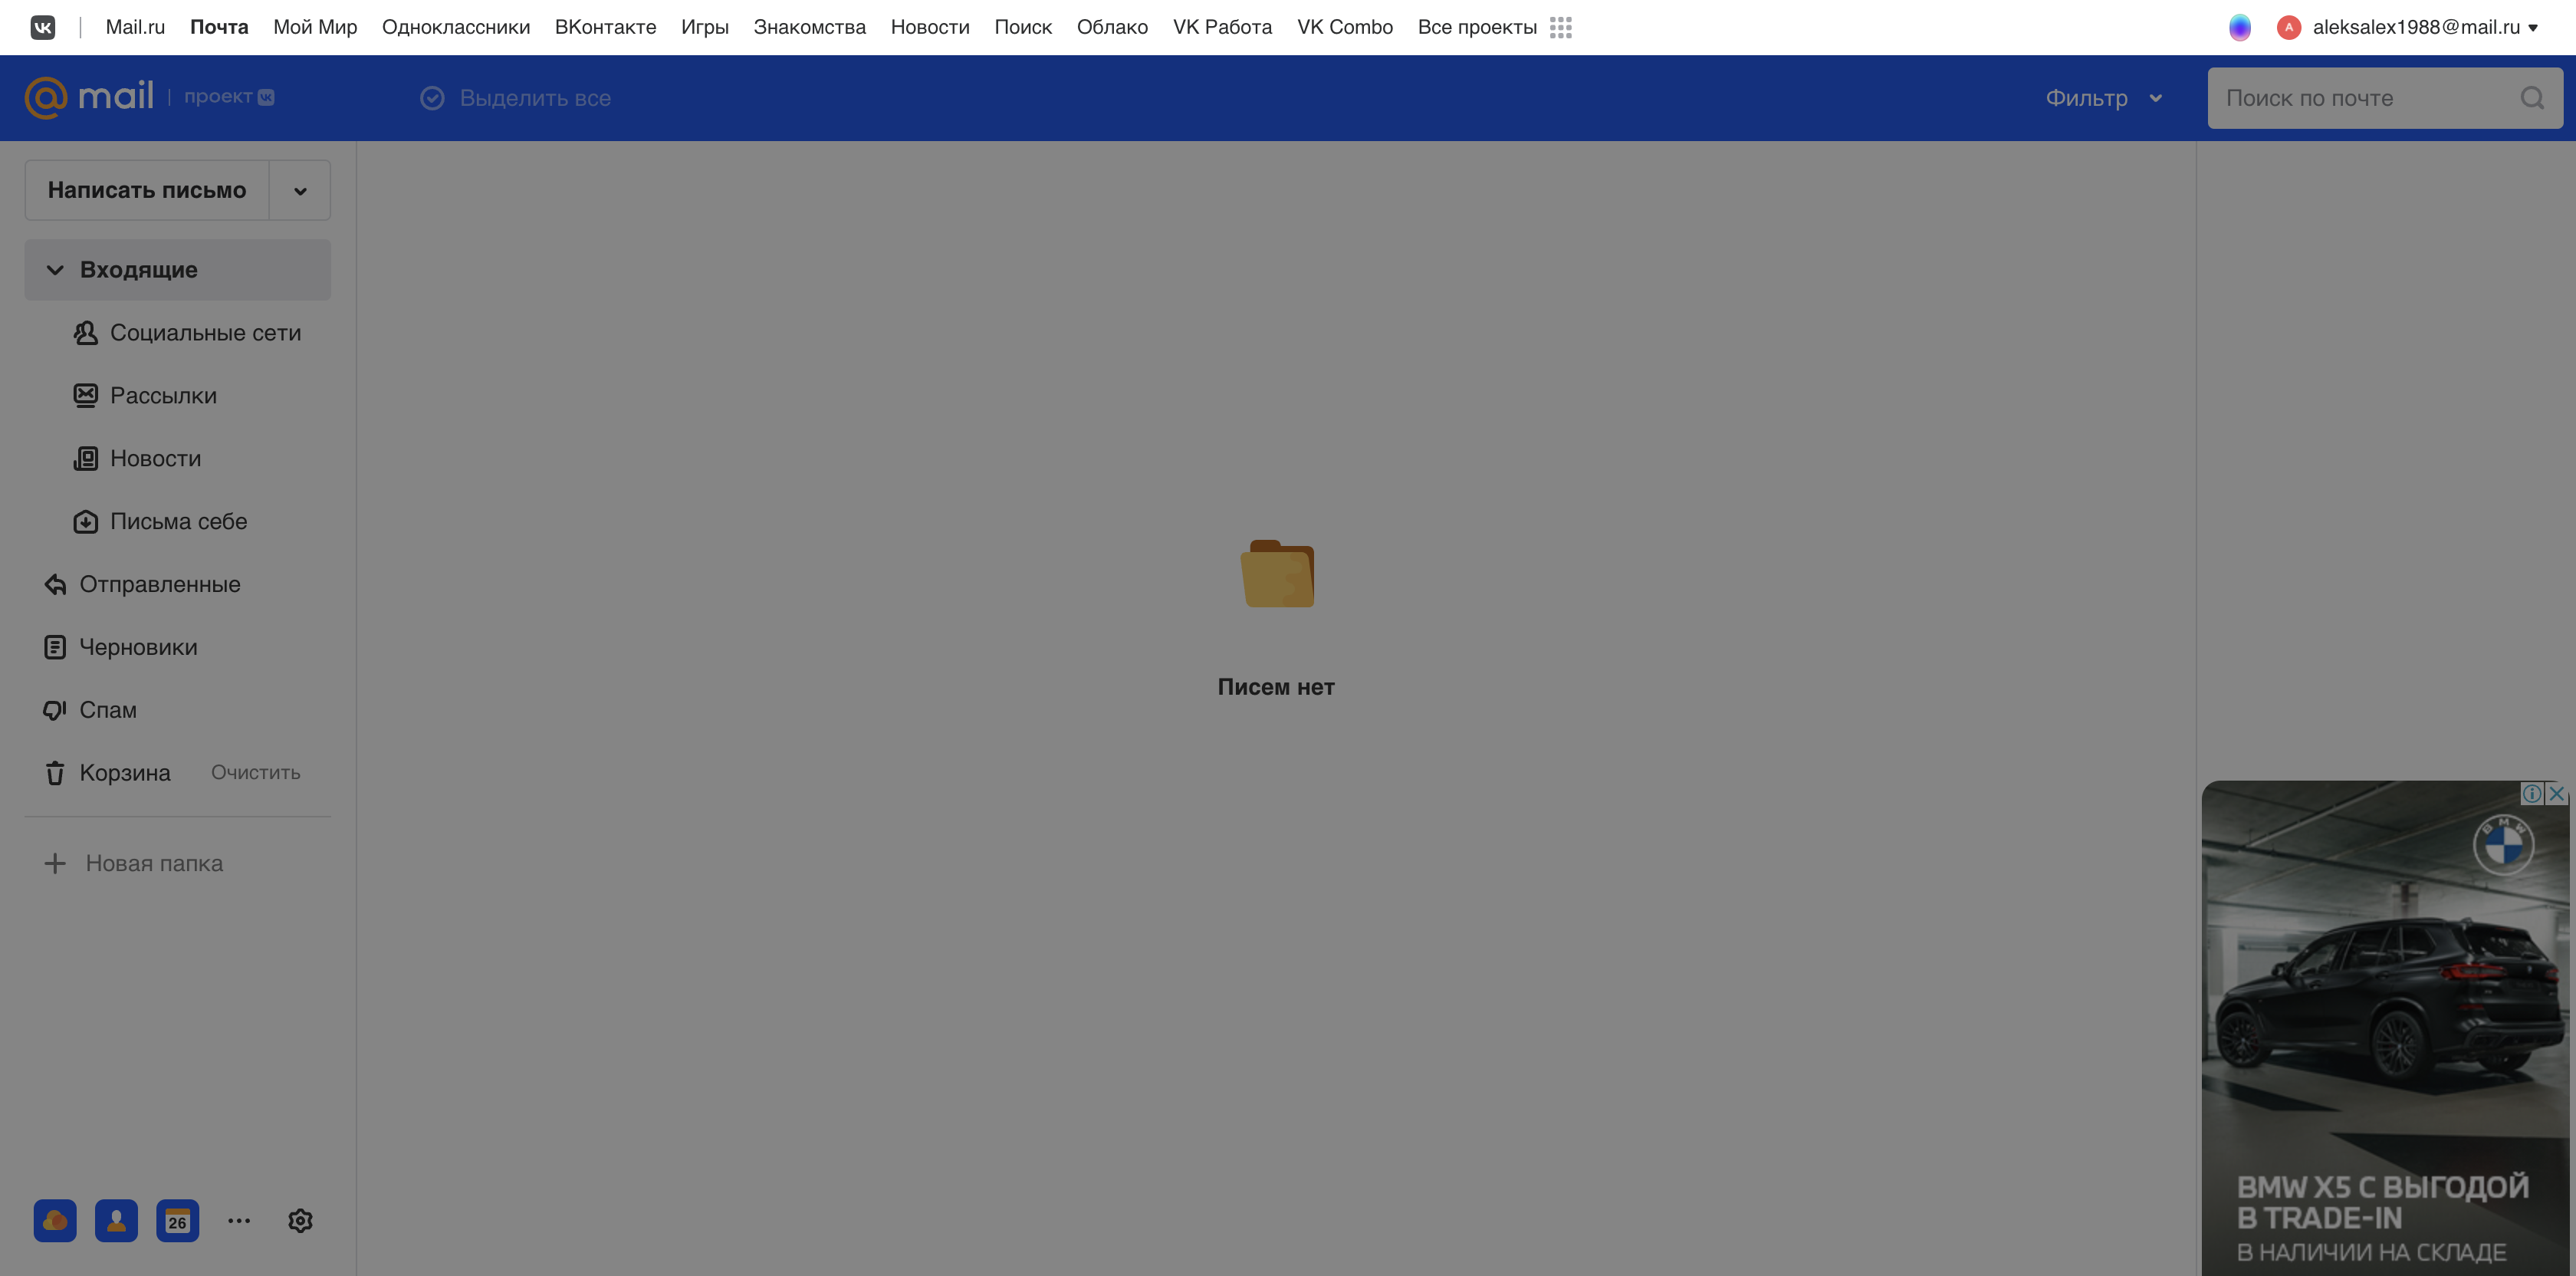 Mail.ru Почта Мой Мир Одноклассники ВКонтакте Игры Знакомства Новости Поиск Облако VK Работа VK Combo Все проекты A aleksalex1988@mail.ru
@mail проект Выделить все Фильтр Поиск по почте
Написать письмо
Входящие
Социальные сети
Рассылки
Новости
Письма себе
Отправленные
Черновики
Спам
Корзина Очистить
Новая папка
26
Писем нет
BMW
BMW X5 С ВЫГОДОЙ
В TRADE-IN
В НАЛИЧИИ НА СКЛАДЕ